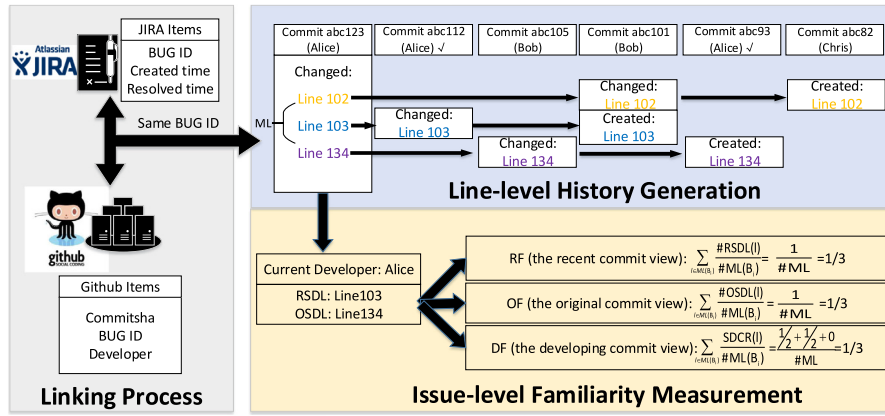 JIRA Items
BUG ID
Created time
Resolved time
Atlassian
JIRA
Same BUG ID
github
SOCIAL CODING
Github Items
Commitsha
BUG ID
Developer
Linking Process
Commit abc123
(Alice)
Commit abc112
(Alice) √
Commit abc105
(Bob)
Commit abc101
(Bob)
Commit abc93
(Alice) √
Commit abc82
(Chris)
Changed:
Line 102
ML
Line 103
Line 134
Changed:
Line 102
Created:
Line 102
Changed:
Line 103
Created:
Line 103
Changed:
Line 134
Created:
Line 134
Line-level History Generation
Current Developer: Alice
RSDL: Line103
OSDL: Line134
RF (the recent commit view): ∑ l∈ML(Bi) #RSDL(l) / #ML(Bi) = 1 / #ML =1/3
OF (the original commit view): ∑ l∈ML(Bi) #OSDL(l) / #ML(Bi) = 1 / #ML =1/3
DF (the developing commit view): ∑ l∈ML(Bi) SDCR(l) / #ML(Bi) = 1/2 + 1/2 + 0 / #ML =1/3
Issue-level Familiarity Measurement